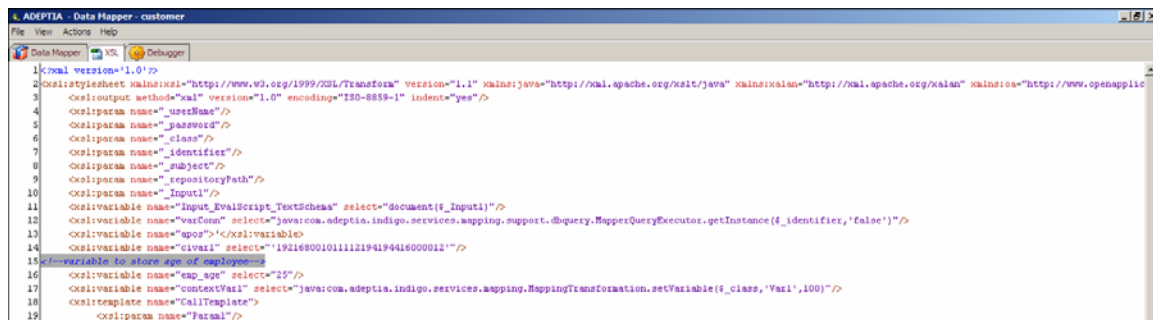 ADEPTIA - Data Mapper - customer
File View Actions Help
Data Mapper XSL Debugger
1 <?xml version='1.0'?>
2 <xsl:stylesheet xmlns:xsl="http://www.w3.org/1999/XSL/Transform" version="1.1" xmlns:java="http://xml.apache.org/xslt/java" xmlns:xalan="http://xml.apache.org/xalan" xmlns:oa="http://www.openapplic
3 <xsl:output method="xml" version="1.0" encoding="ISO-8859-1" indent="yes"/>
4 <xsl:param name="_userName"/>
5 <xsl:param name="_password"/>
6 <xsl:param name="_class"/>
7 <xsl:param name="_identifier"/>
8 <xsl:param name="_subject"/>
9 <xsl:param name="_repositoryPath"/>
10 <xsl:param name="_Input1"/>
11 <xsl:variable name="Input_EvalScript_TextSchema" select="document($_Input1)"/>
12 <xsl:variable name="varConn" select="java:com.adeptia.indigo.services.mapping.support.dbquery.MapperQueryExecutor.getInstance($_identifier,'false')"/>
13 <xsl:variable name="apos">'</xsl:variable>
14 <xsl:variable name="civar1" select="'192168001011112194194416000012'"/>
15 <!--variable to store age of employee-->
16 <xsl:variable name="emp_age" select="25"/>
17 <xsl:variable name="contextVar1" select="java:com.adeptia.indigo.services.mapping.MappingTransformation.setVariable($_class,'Var1',100)"/>
18 <xsl:template name="CallTemplate">
19 <xsl:param name="Param1"/>